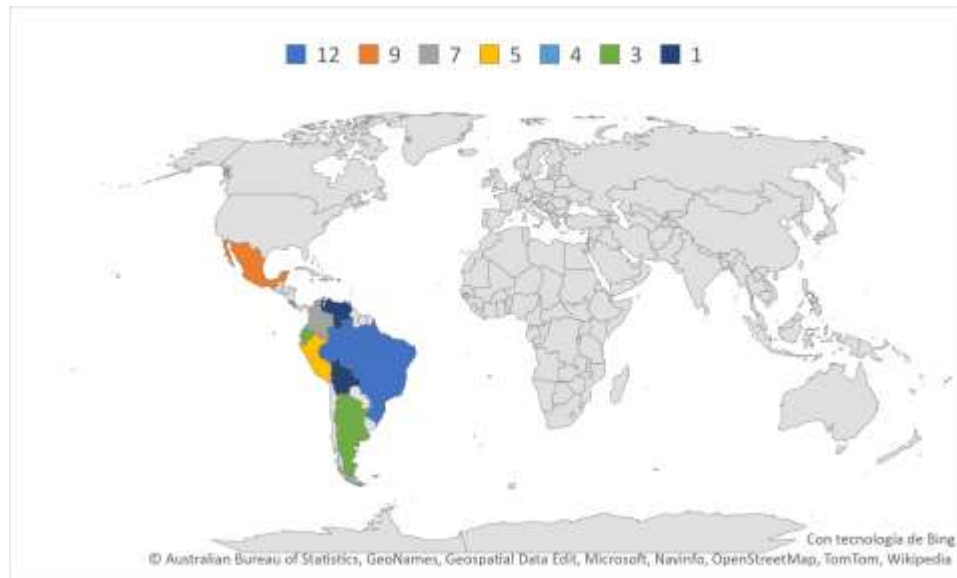 12 9 7 5 4 3 1
Con tecnología de Bing
© Australian Bureau of Statistics, GeoNames, Geospatial Data Edit, Microsoft, Navinfo, OpenStreetMap, TomTom, Wikipedia